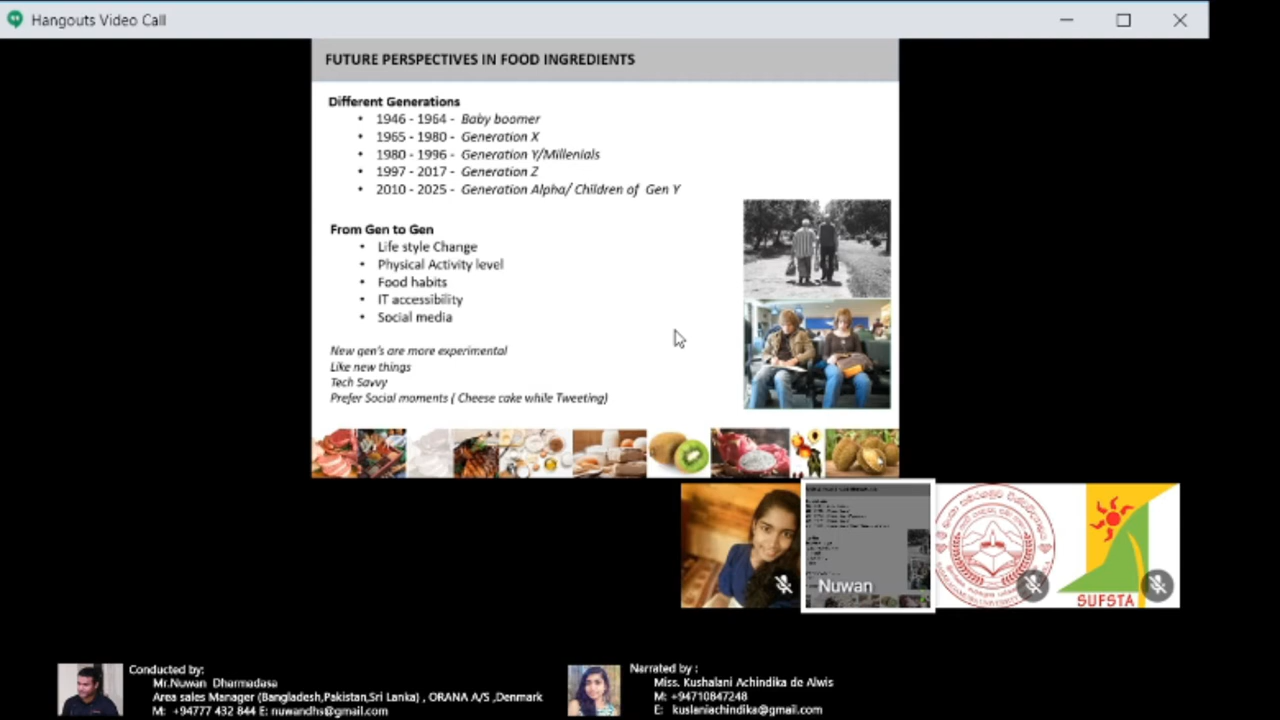 Hangouts Video Call
FUTURE PERSPECTIVES IN FOOD INGREDIENTS
Different Generations
• 1946 - 1964 - Baby boomer
• 1965 - 1980 - Generation X
• 1980 - 1996 - Generation Y/Millenials
• 1997 - 2017 - Generation Z
• 2010 - 2025 - Generation Alpha/ Children of Gen Y
From Gen to Gen
• Life style Change
• Physical Activity level
• Food habits
• IT accessibility
• Social media
New gen's are more experimental
Like new things
Tech Savvy
Prefer Social moments ( Cheese cake while Tweeting)
Nuwan
SUFSTA
Conducted by:
Mr.Nuwan Dharmadasa
Area sales Manager (Bangladesh,Pakistan,Sri Lanka) , ORANA A/S ,Denmark
M: +94777 432 844 E: nuwandhs@gmail.com
Narrated by :
Miss. Kushalani Achindika de Alwis
M: +94710847248
E: kuslaniachindika@gmail.com